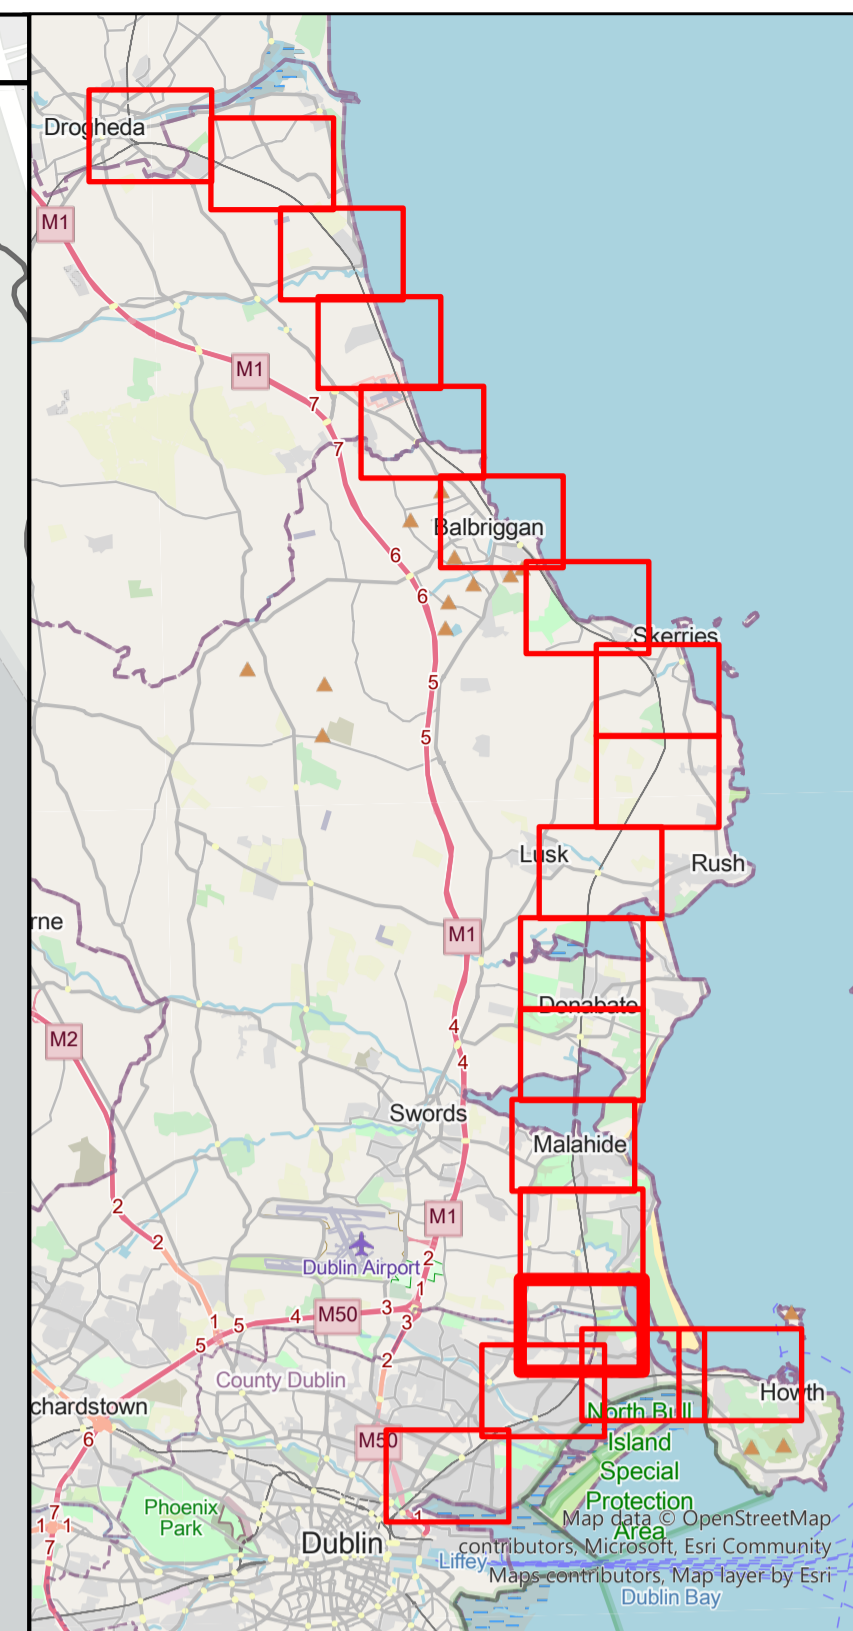 Drogheda
M1
M1
7
7
Balbriggan
6
6
Skerries
5
5
Lusk
Rush
rne
M1
Donabate
M2
4
4
Swords
Malahide
2
2
M1
Dublin Airport
2
1
1
5
4
M50
3
3
5
2
County Dublin
chardstown
Howth
North Bull
Island
Special
Protection
Area
6
M50
Phoenix
Park
7
1
1
7
1
Dublin
Liffey
Map data © OpenStreetMap
contributors, Microsoft, Esri Community
Maps contributors, Map layer by Esri
Dublin Bay